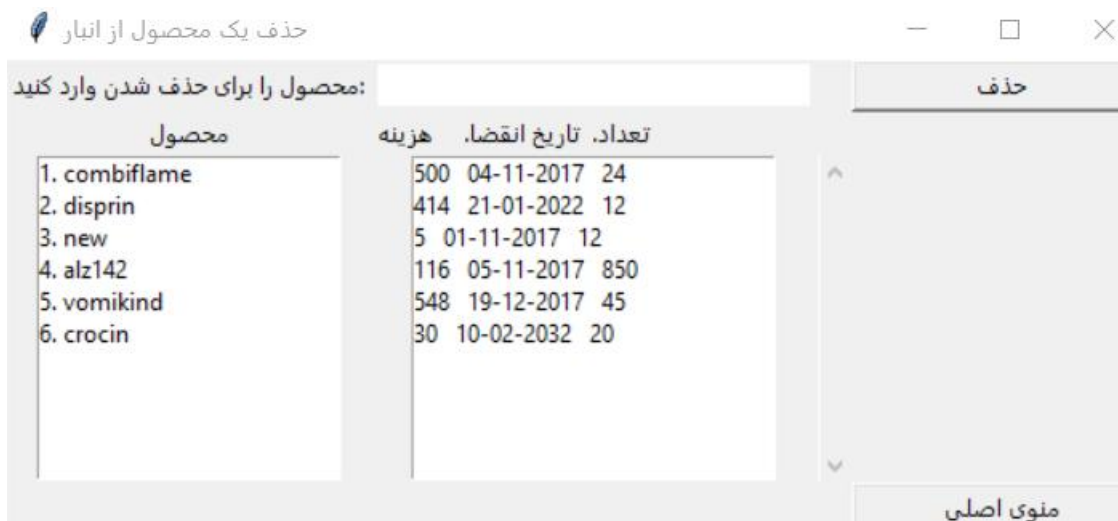 حذف یک محصول از انبار
محصول را برای حذف شدن وارد کنید:
حذف
محصول
هزینه تاریخ انقضا. تعداد.
1. combiflame
2. disprin
3. new
4. alz142
5. vomikind
6. crocin
500 04-11-2017 24
414 21-01-2022 12
5 01-11-2017 12
116 05-11-2017 850
548 19-12-2017 45
30 10-02-2032 20
منوی اصلی